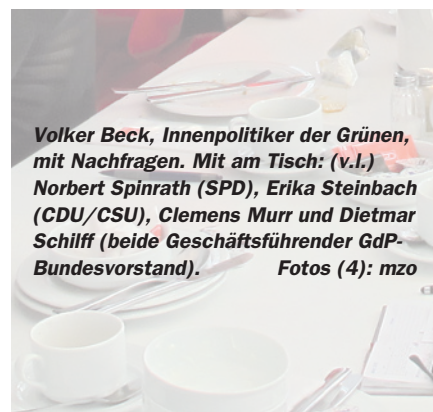 Volker Beck, Innenpolitiker der Grünen,
mit Nachfragen. Mit am Tisch: (v.l.)
Norbert Spinrath (SPD), Erika Steinbach
(CDU/CSU), Clemens Murr und Dietmar
Schilff (beide Geschäftsführender GdP-
Bundesvorstand). Fotos (4): mzo